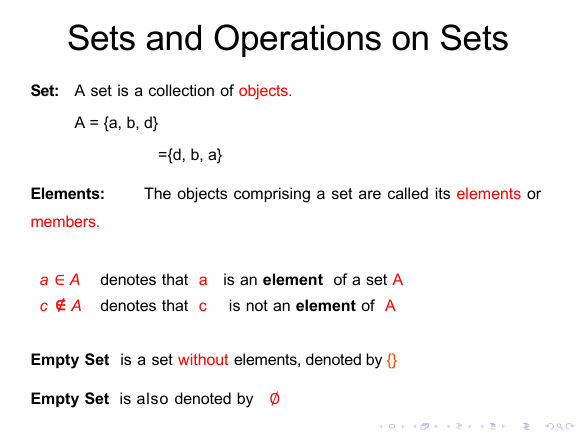 Sets and Operations on Sets
Set: A set is a collection of objects.
A = {a, b, d}
={d, b, a}
Elements: The objects comprising a set are called its elements or
members.
a ∈ A denotes that a is an element of a set A
c ∉ A denotes that c is not an element of A
Empty Set is a set without elements, denoted by {}
Empty Set is also denoted by ∅